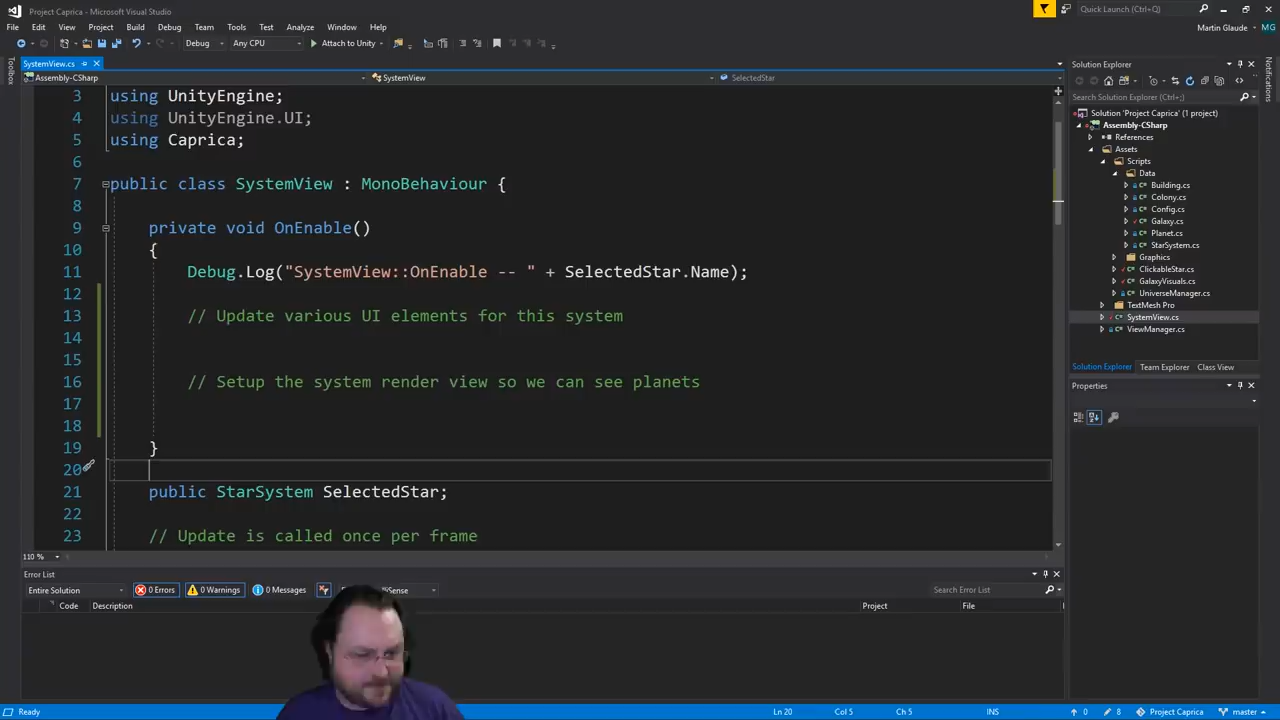 Project Caprica - Microsoft Visual Studio
Quick Launch (Ctrl+Q)
File Edit View Project Build Debug Team Tools Test Analyze Window Help
Martin Glaude MG
Debug Any CPU Attach to Unity
SystemView.cs
Assembly-CSharp SystemView SelectedStar
Toolbox
Notifications
3 using UnityEngine;
4 using UnityEngine.UI;
5 using Caprica;
6
7 public class SystemView : MonoBehaviour {
8
9 private void OnEnable()
10 {
11 Debug.Log("SystemView::OnEnable -- " + SelectedStar.Name);
12
13 // Update various UI elements for this system
14
15
16 // Setup the system render view so we can see planets
17
18
19 }
20
21 public StarSystem SelectedStar;
22
23 // Update is called once per frame
110 %
Solution Explorer
Search Solution Explorer (Ctrl+;)
Solution 'Project Caprica' (1 project)
Assembly-CSharp
References
Assets
Scripts
Data
Building.cs
Colony.cs
Config.cs
Galaxy.cs
Planet.cs
StarSystem.cs
Graphics
ClickableStar.cs
GalaxyVisuals.cs
UniverseManager.cs
TextMesh Pro
SystemView.cs
ViewManager.cs
Solution Explorer Team Explorer Class View
Properties
Error List
Entire Solution 0 Errors 0 Warnings 0 Messages Search Error List
Code Description Project File
Ready Ln 20 Col 5 Ch 5 INS 0 8 Project Caprica master